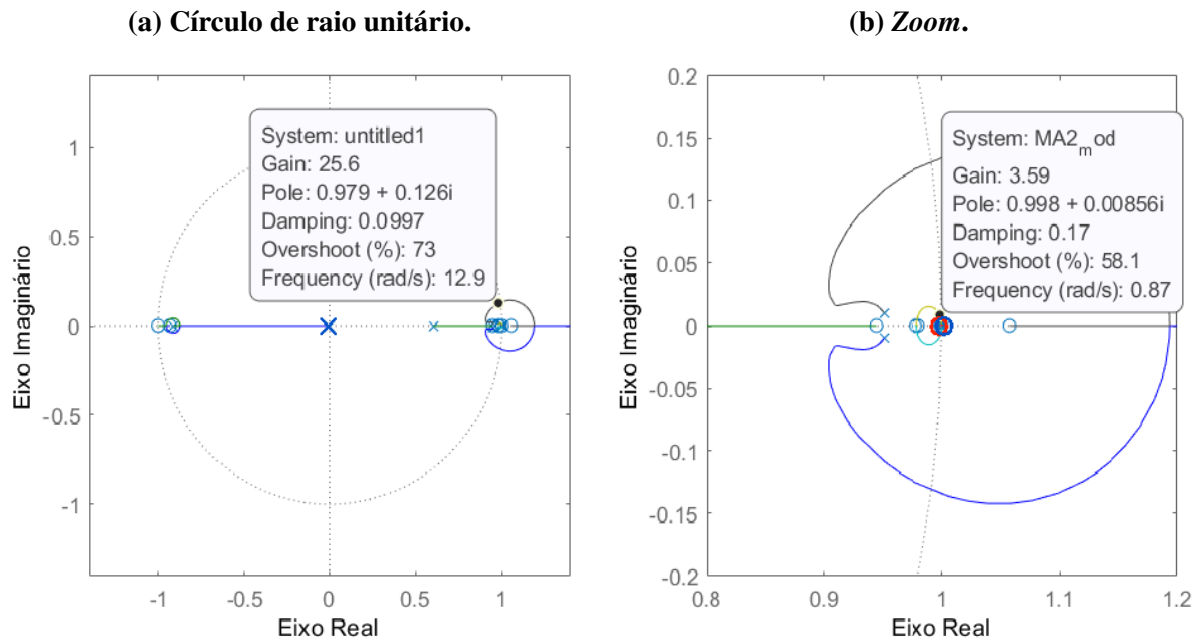 (a) Círculo de raio unitário.
System: untitled1
Gain: 25.6
Pole: 0.979 + 0.126i
Damping: 0.0997
Overshoot (%): 73
Frequency (rad/s): 12.9
1
0.5
0
-0.5
-1
-1
-0.5
0
0.5
1
Eixo Imaginário
Eixo Real
(b) Zoom.
System: MA2_mod
Gain: 3.59
Pole: 0.998 + 0.00856i
Damping: 0.17
Overshoot (%): 58.1
Frequency (rad/s): 0.87
0.2
0.15
0.1
0.05
0
-0.05
-0.1
-0.15
-0.2
0.8
0.9
1
1.1
1.2
Eixo Imaginário
Eixo Real